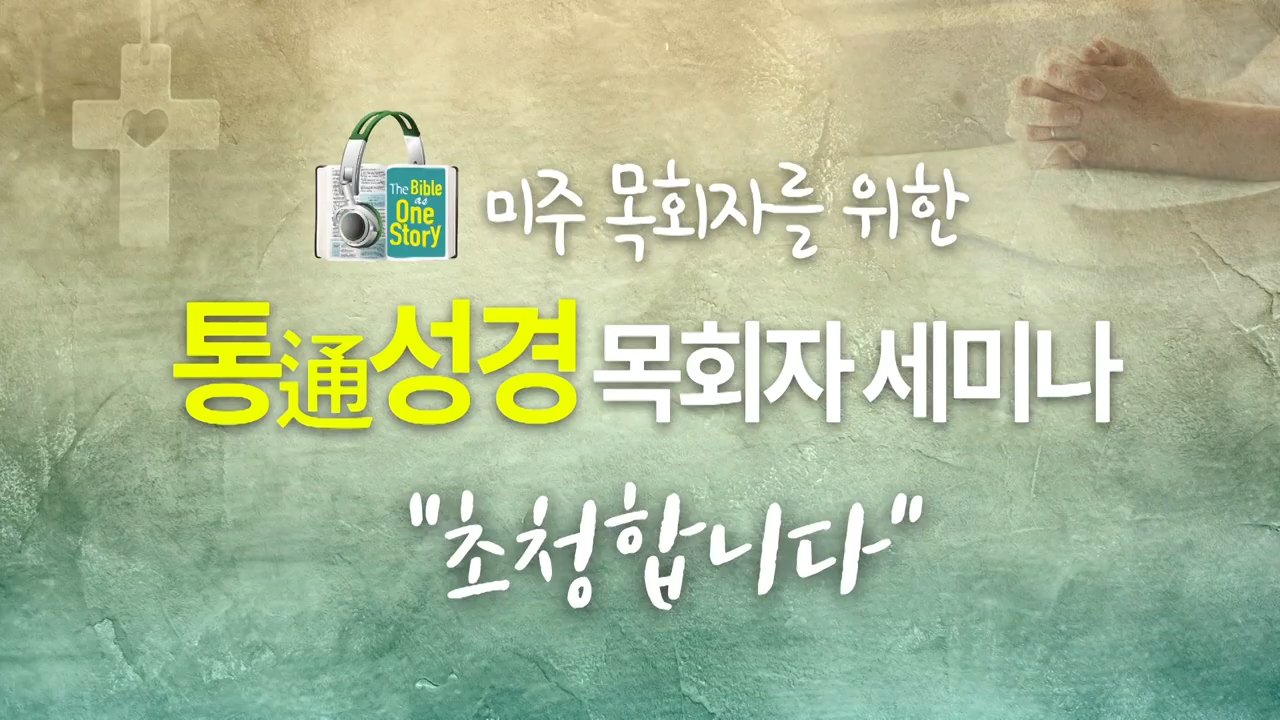 The Bible
as
One
Story
미주 목회자를 위한
통通성경 목회자 세미나
"초청합니다"